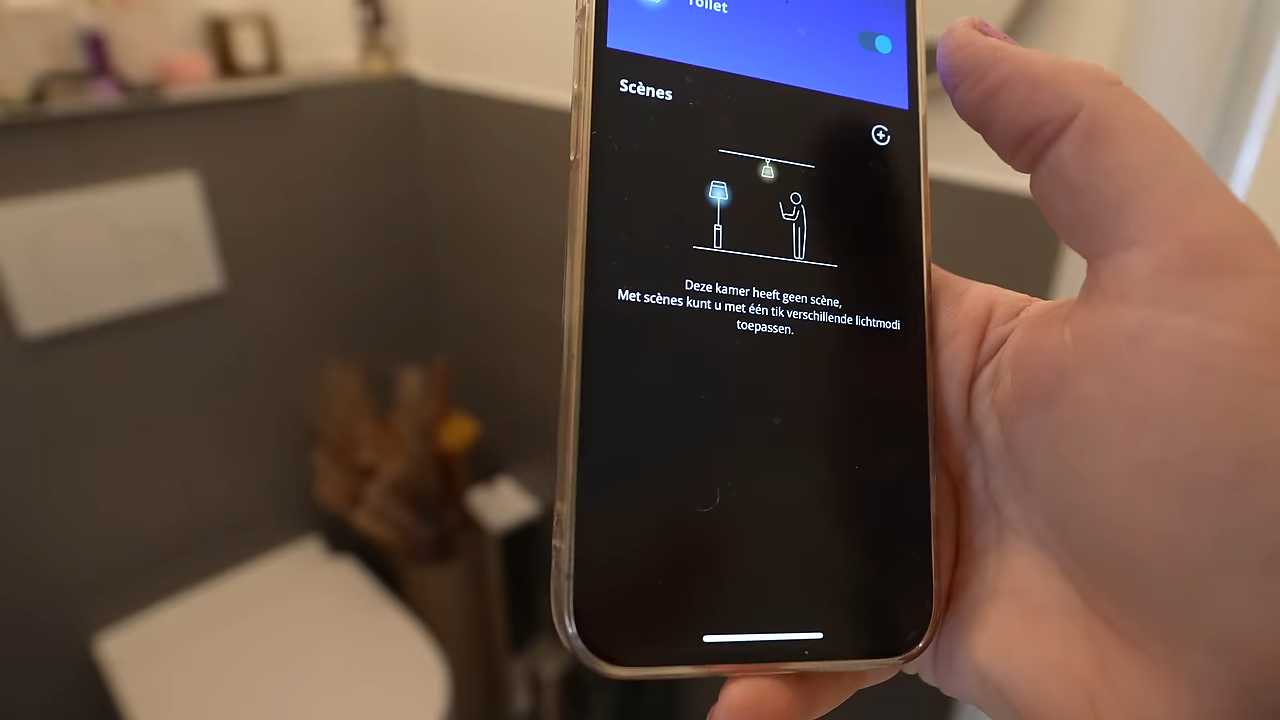 Toilet
Scènes
Deze kamer heeft geen scène,
Met scènes kunt u met één tik verschillende lichtmodi
toepassen.